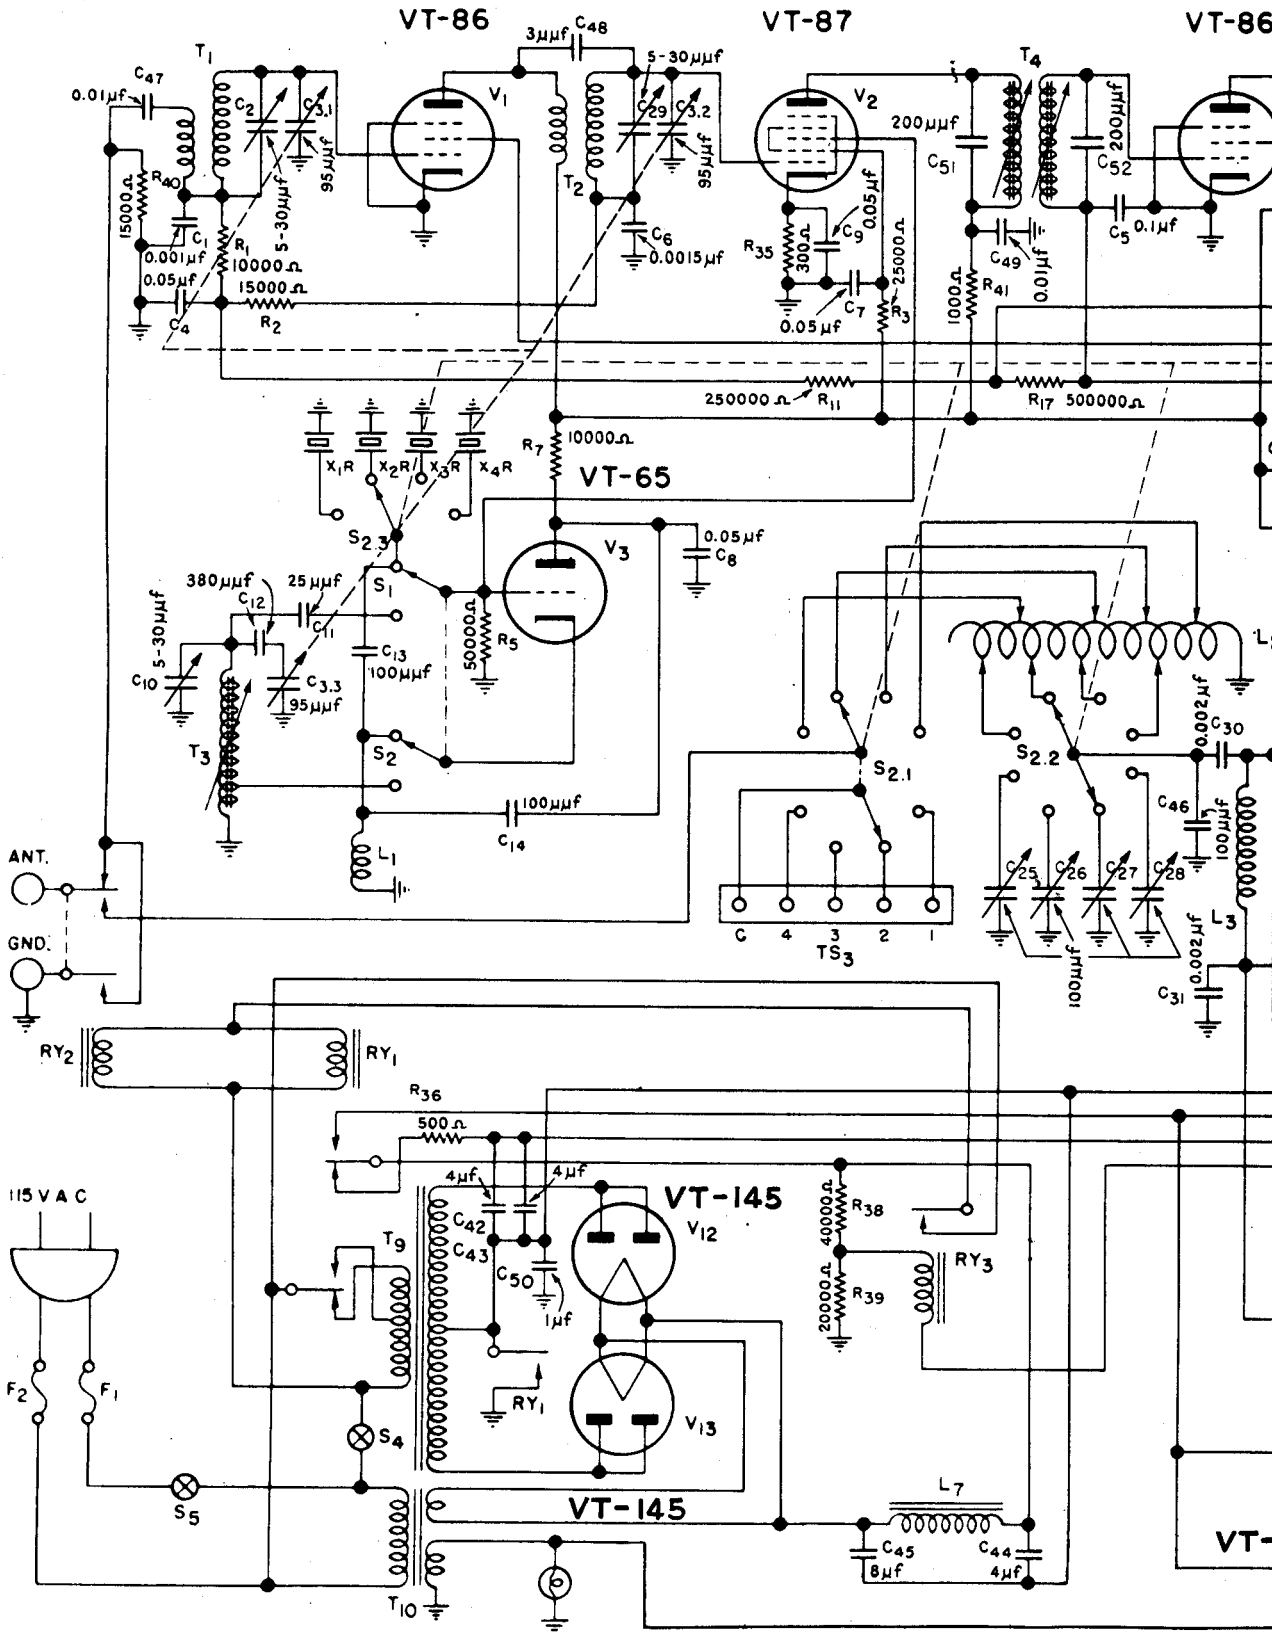 VT-86
VT-87
VT-86
T1
3µµf
C48
5-30µµf
T4
C47
0.01µf
C2
C3.1
V1
C29
C3.2
V2
200µµf
C51
200µµf
C52
95µµf
95µµf
R40
15000Ω
5-30µµf
T2
C1
0.001µf
R1
10000Ω
C6
0.0015µf
R35
300Ω
C9
0.05µf
25000Ω
C5
0.1µf
C49
0.01µf
0.05µf
C4
15000Ω
R2
C7
0.05µf
R3
1000Ω
R41
250000Ω
R11
R17
500000Ω
X1R
X2R
X3R
X4R
R7
10000Ω
VT-65
S2.3
V3
0.05µf
C8
S1
380µµf
C12
25µµf
C11
5-30µµf
C10
C13
100µµf
50000Ω
R5
C3.3
95µµf
T3
S2
S2.1
S2.2
0.002µf
C30
100µµf
C14
L1
C46
100µµf
ANT.
C25
C26
C27
C28
L3
G
4
3
2
1
TS3
GND.
100µµf
0.002µf
C31
RY2
RY1
R36
500Ω
4µf
4µf
115 V A C
VT-145
C42
V12
40000Ω
R38
T9
C43
C50
RY3
1µf
20000Ω
R39
F2
F1
RY1
S4
V13
S5
VT-145
L7
C45
8µf
C44
4µf
VT-
T10